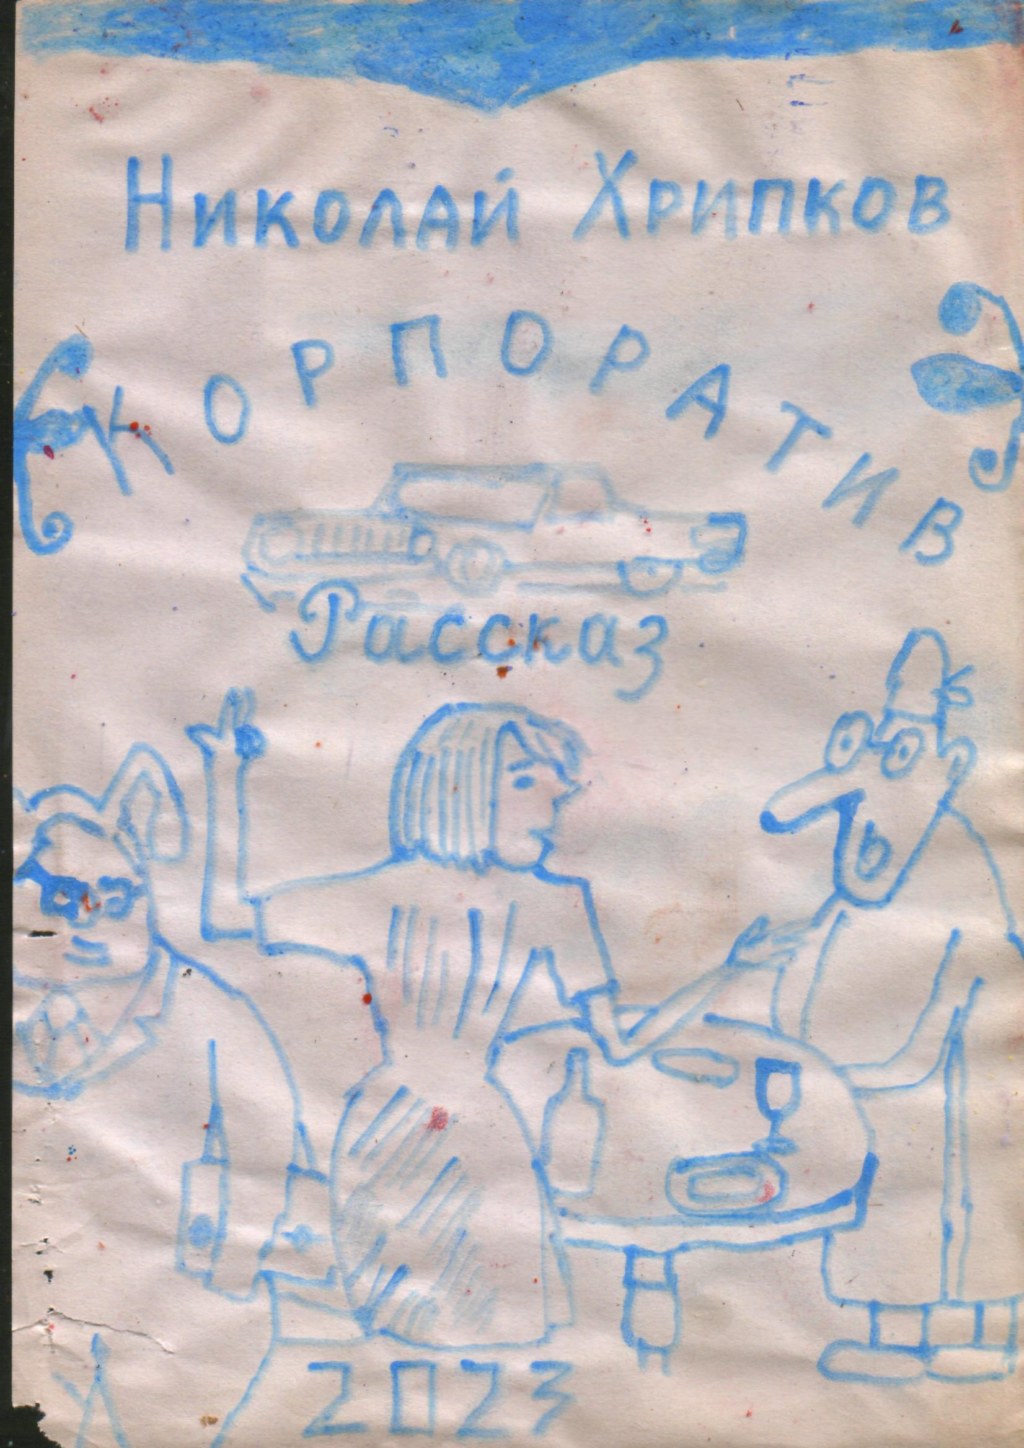 Николай Хрипков
КОРПОРАТИВ
Рассказ
2023